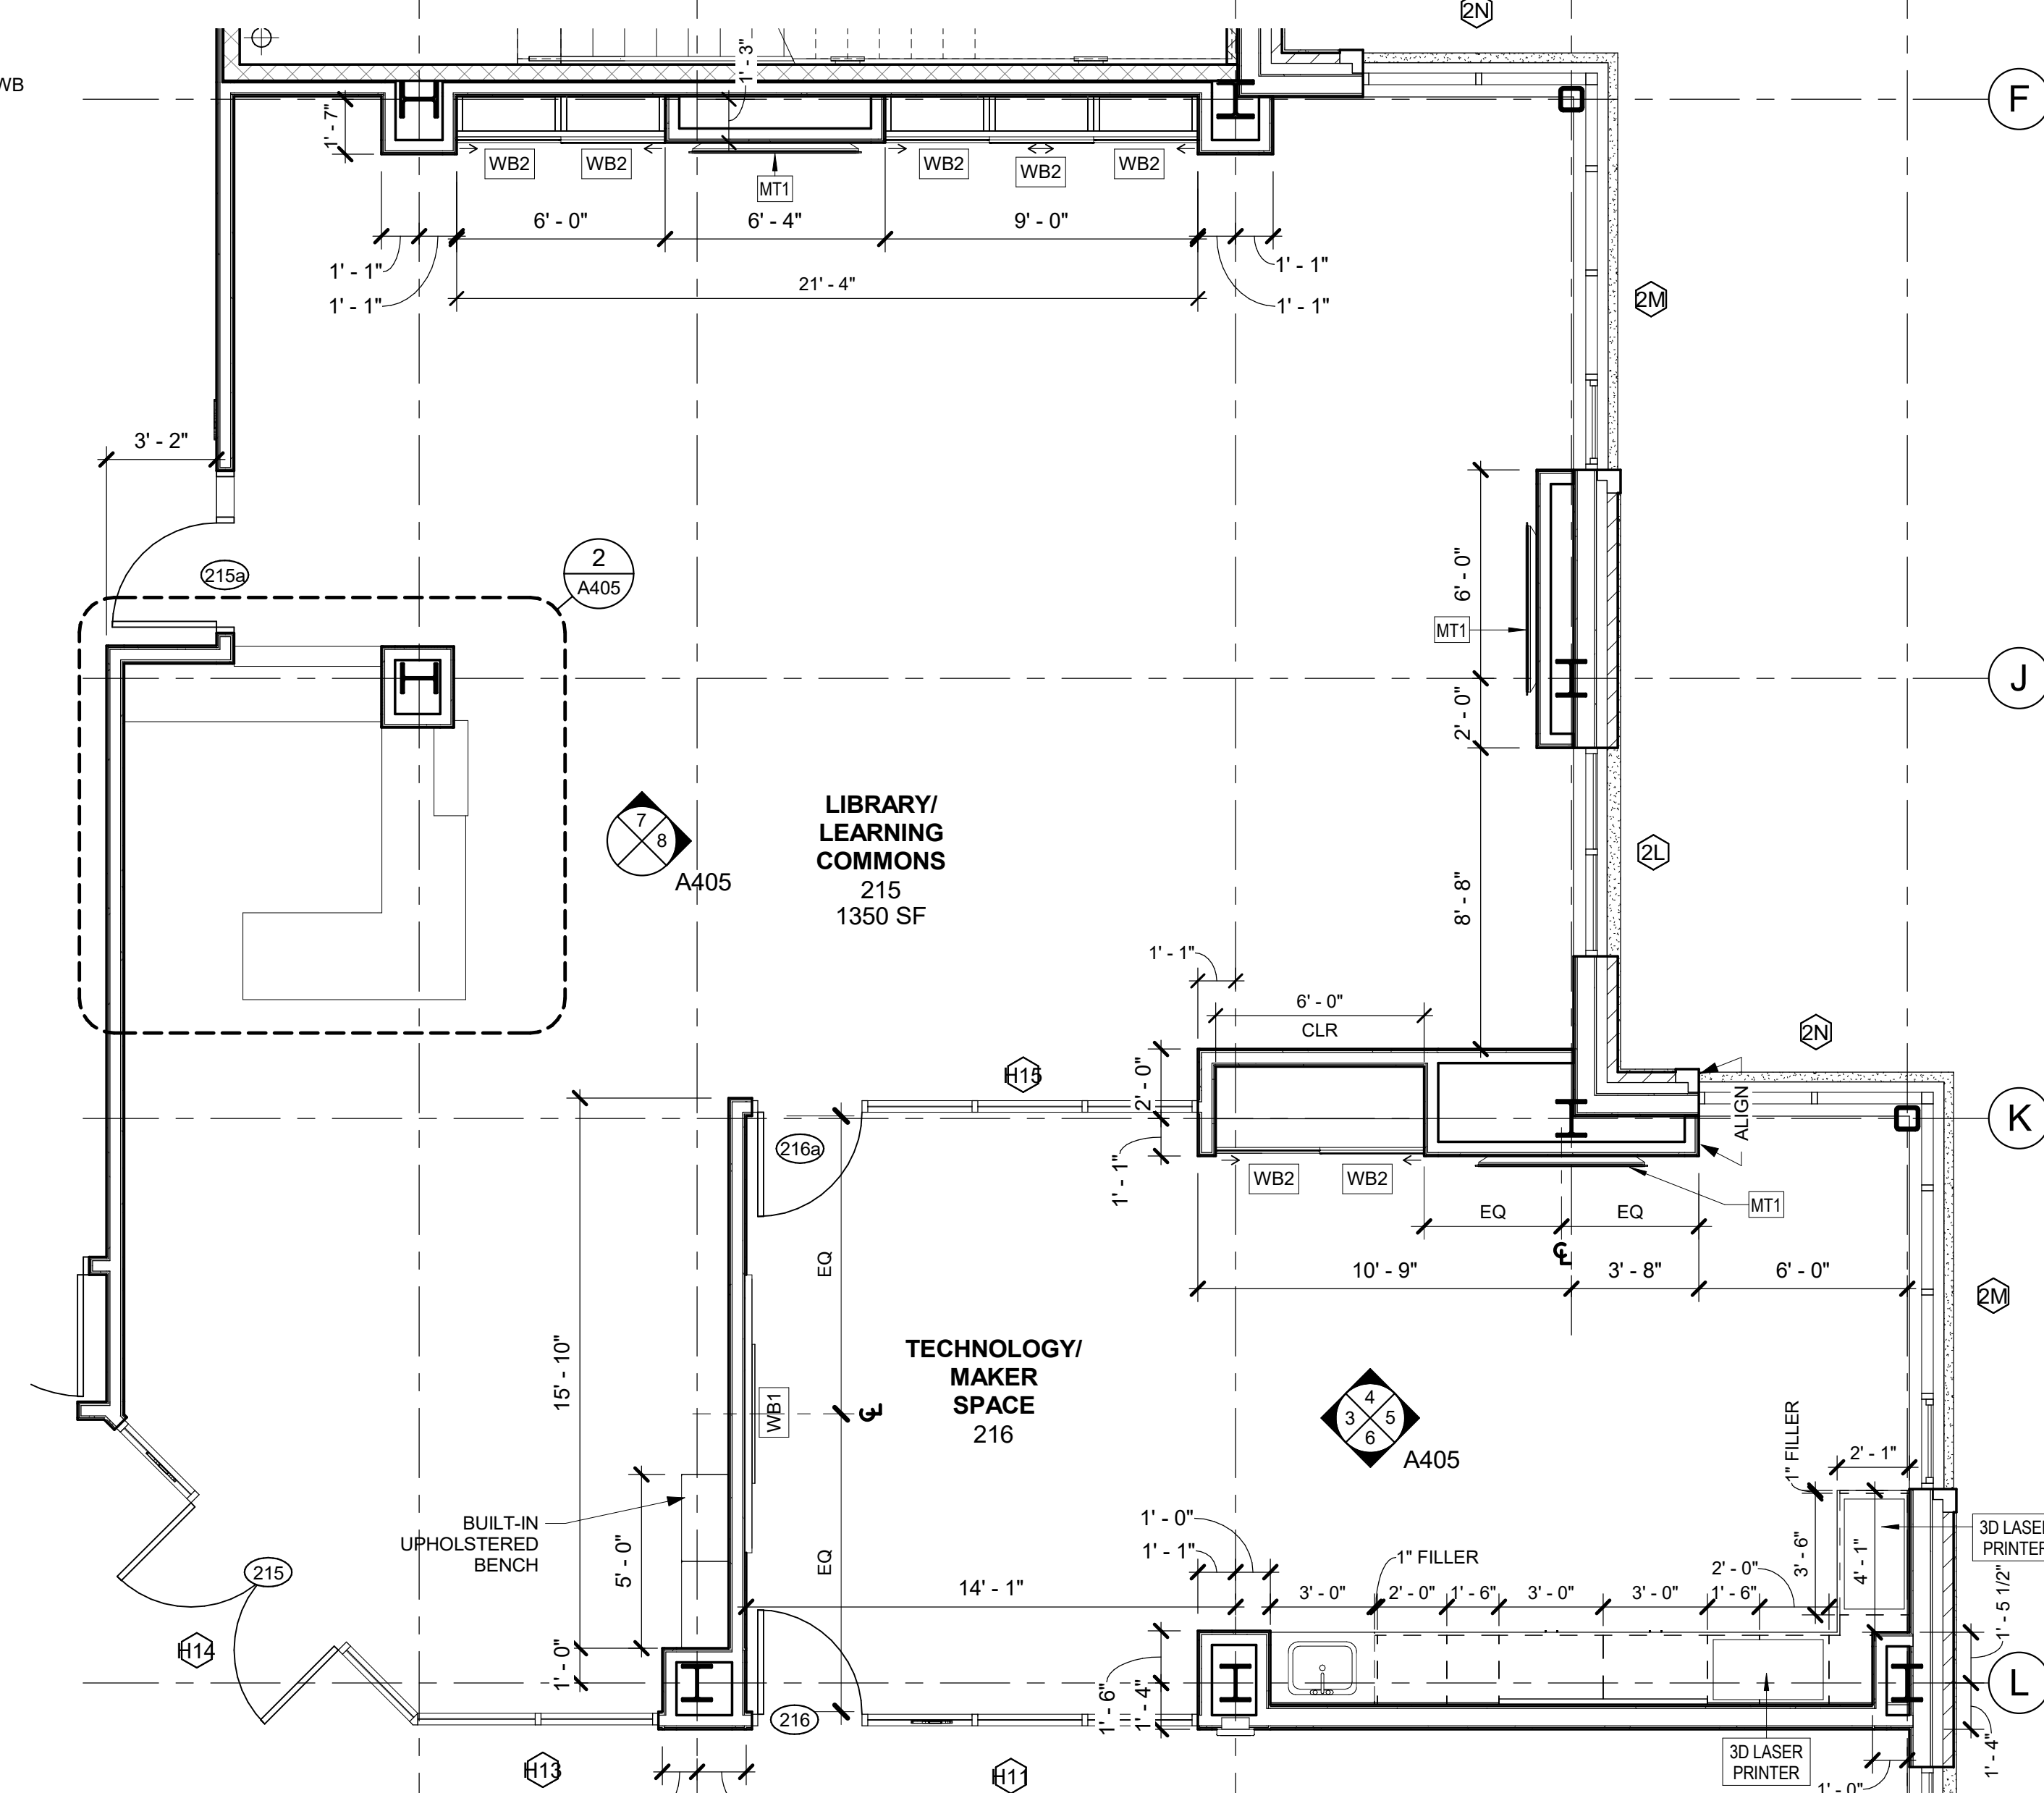 2N
WB
F
1' - 3"
1' - 7"
WB2
WB2
MT1
WB2
WB2
WB2
6' - 0"
6' - 4"
9' - 0"
1' - 1"
1' - 1"
21' - 4"
1' - 1"
1' - 1"
2M
3' - 2"
215a
2
A405
6' - 0"
MT1
J
2' - 0"
7
8
A405
LIBRARY/
LEARNING
COMMONS
215
1350 SF
2L
8' - 8"
1' - 1"
6' - 0"
CLR
2N
H15
2' - 0"
ALIGN
K
216a
1' - 1"
WB2
WB2
MT1
EQ
EQ
EQ
CL
10' - 9"
3' - 8"
6' - 0"
2M
15' - 10"
TECHNOLOGY/
MAKER
SPACE
216
WB1
CL
4
3
5
6
A405
1" FILLER
2' - 1"
BUILT-IN
UPHOLSTERED
BENCH
5' - 0"
EQ
1' - 0"
1' - 1"
1" FILLER
3' - 6"
4' - 1"
3D LASER
PRINTER
215
14' - 1"
3' - 0"
2' - 0"
1' - 6"
3' - 0"
3' - 0"
1' - 6"
2' - 0"
1' - 5 1/2"
H14
1' - 0"
1' - 6"
1' - 4"
L
216
3D LASER
PRINTER
1' - 4"
H13
H11
1' - 0"